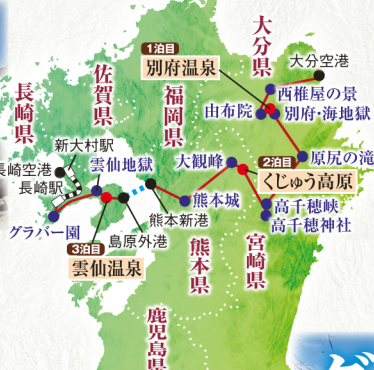 大分県
1泊目
別府温泉
大分空港
西椎屋の景
由布院
別府・海地獄
佐賀県
福岡県
長崎県
新大村駅
雲仙地獄
大観峰
原尻の滝
長崎空港
長崎駅
2泊目
くじゅう高原
熊本城
高千穂峡
高千穂神社
グラバー園
熊本新港
島原外港
3泊目
雲仙温泉
熊本県
宮崎県
鹿児島県